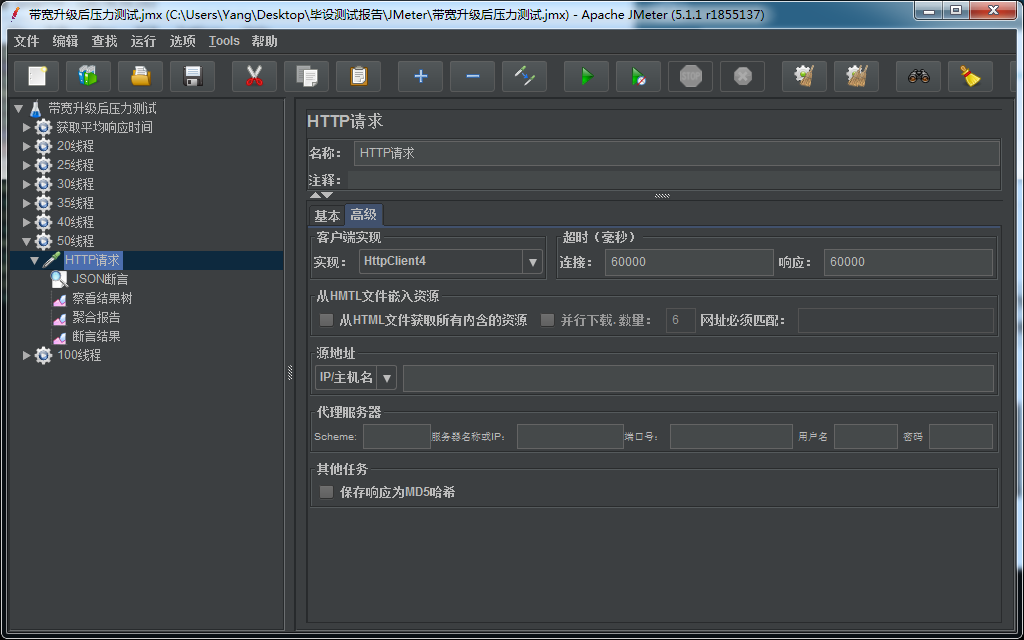 带宽升级后压力测试.jmx (C:\Users\Yang\Desktop\毕设测试报告\JMeter\带宽升级后压力测试.jmx) - Apache JMeter (5.1.1 r1855137)
文件 编辑 查找 运行 选项 Tools 帮助
STOP
带宽升级后压力测试
获取平均响应时间
20线程
25线程
30线程
35线程
40线程
50线程
HTTP请求
JSON断言
察看结果树
聚合报告
断言结果
100线程
HTTP请求
名称： HTTP请求
注释：
基本 高级
客户端实现 超时（毫秒）
实现： HttpClient4 连接： 60000 响应： 60000
从HMTL文件嵌入资源
从HTML文件获取所有内含的资源 并行下载.数量： 6 网址必须匹配：
源地址
IP/主机名
代理服务器
Scheme: 服务器名称或IP： 端口号： 用户名 密码
其他任务
保存响应为MD5哈希